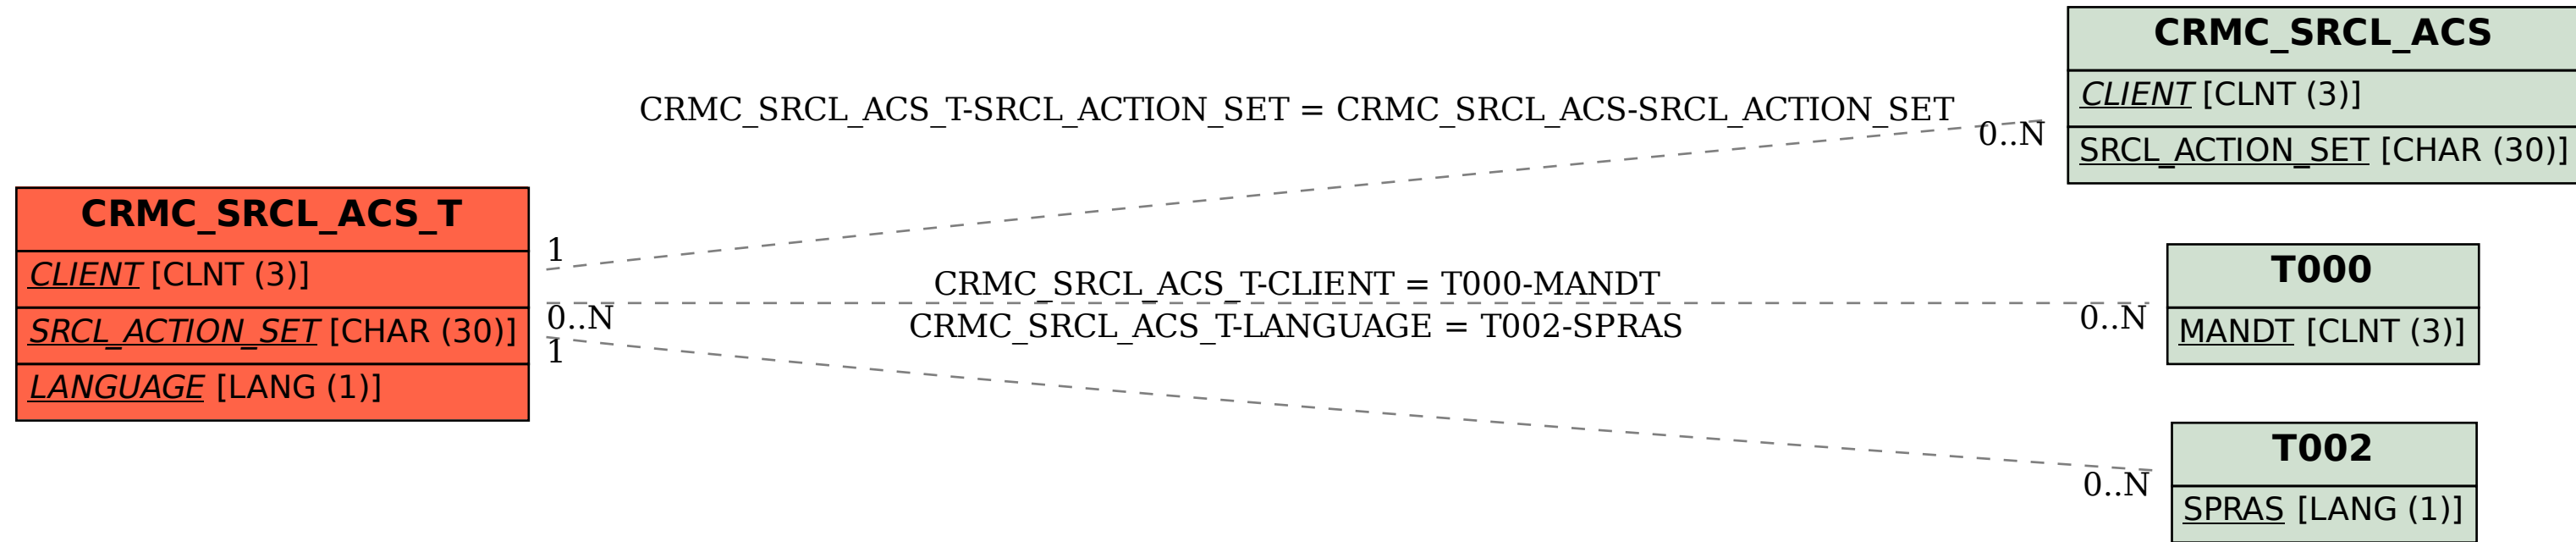 CRMC_SRCL_ACS
CLIENT [CLNT (3)]
SRCL_ACTION_SET [CHAR (30)]
CRMC_SRCL_ACS_T-SRCL_ACTION_SET = CRMC_SRCL_ACS-SRCL_ACTION_SET
0..N
CRMC_SRCL_ACS_T
CLIENT [CLNT (3)]
SRCL_ACTION_SET [CHAR (30)]
LANGUAGE [LANG (1)]
1
0..N
1
CRMC_SRCL_ACS_T-CLIENT = T000-MANDT
CRMC_SRCL_ACS_T-LANGUAGE = T002-SPRAS
0..N
T000
MANDT [CLNT (3)]
0..N
T002
SPRAS [LANG (1)]